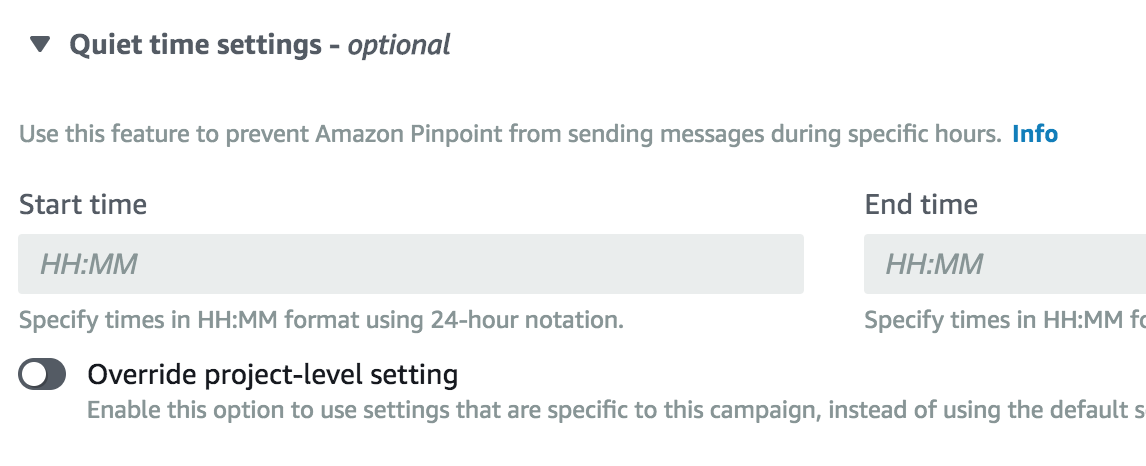 Quiet time settings - optional
Use this feature to prevent Amazon Pinpoint from sending messages during specific hours. Info
Start time
End time
HH:MM
HH:MM
Specify times in HH:MM format using 24-hour notation.
Specify times in HH:MM
Override project-level setting
Enable this option to use settings that are specific to this campaign, instead of using the default